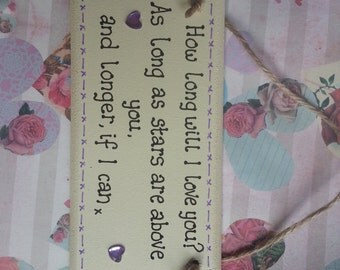 How long will I love you?
As long as stars are above
you,
and longer if I can x